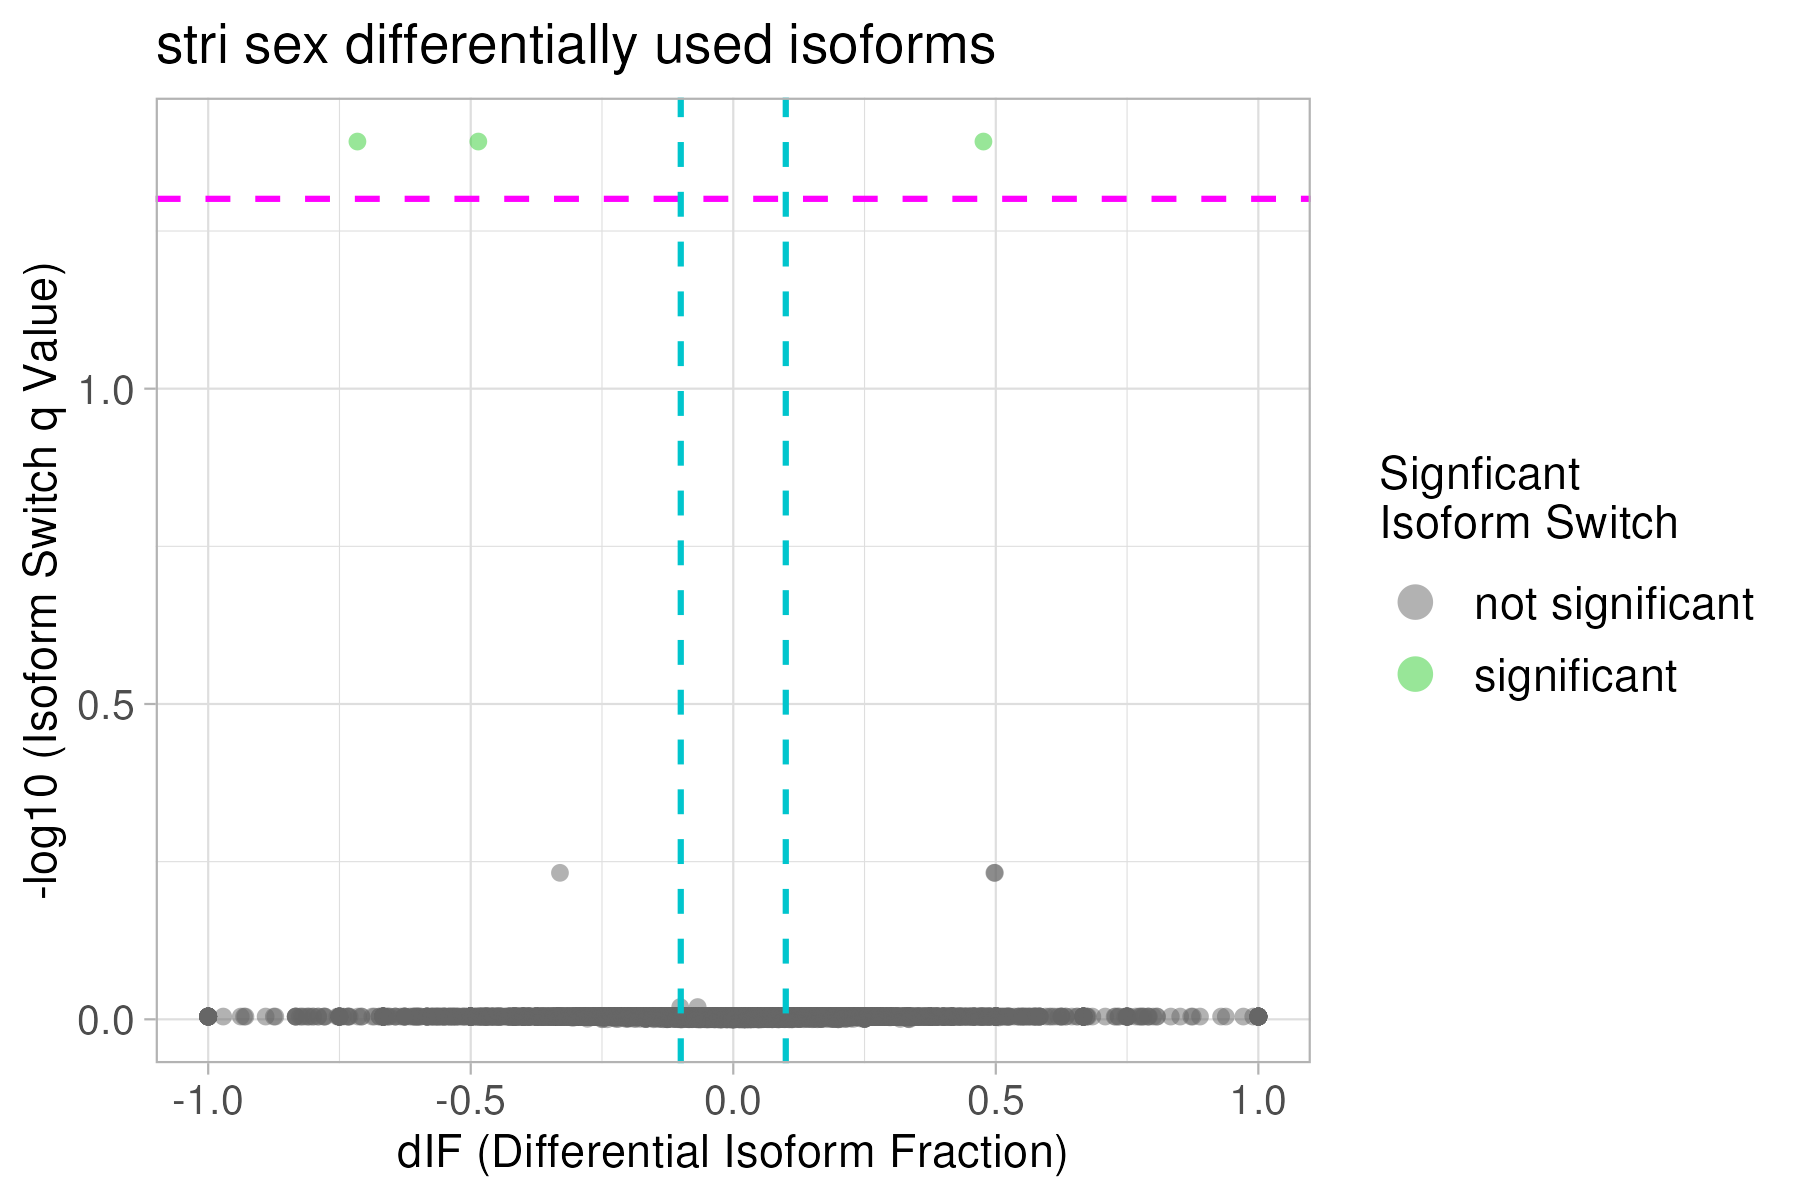 stri sex differentially used isoforms
-log10 (Isoform Switch q Value)
1.0
0.5
0.0
-1.0
-0.5
0.0
0.5
1.0
dIF (Differential Isoform Fraction)
Signficant
Isoform Switch
not significant
significant